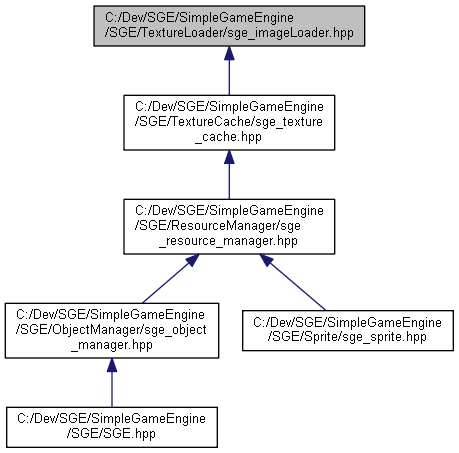 C:/Dev/SGE/SimpleGameEngine
/SGE/TextureLoader/sge_imageLoader.hpp
C:/Dev/SGE/SimpleGameEngine
/SGE/TextureCache/sge_texture
_cache.hpp
C:/Dev/SGE/SimpleGameEngine
/SGE/ResourceManager/sge
_resource_manager.hpp
C:/Dev/SGE/SimpleGameEngine
/SGE/ObjectManager/sge_object
_manager.hpp
C:/Dev/SGE/SimpleGameEngine
/SGE/Sprite/sge_sprite.hpp
C:/Dev/SGE/SimpleGameEngine
/SGE/SGE.hpp